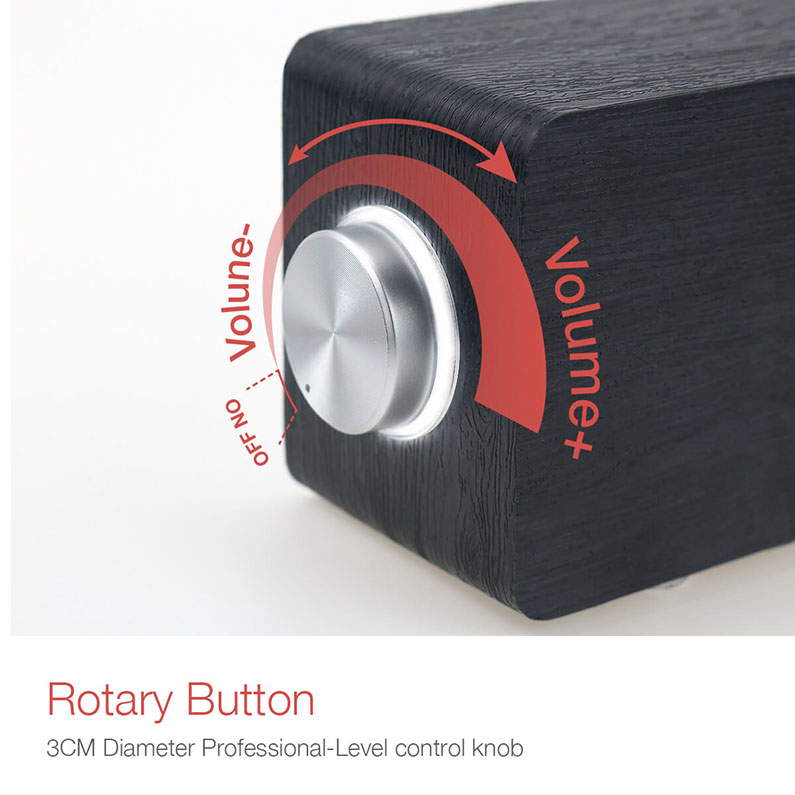 Volune-
Volume+
OFF NO
Rotary Button
3CM Diameter Professional-Level control knob